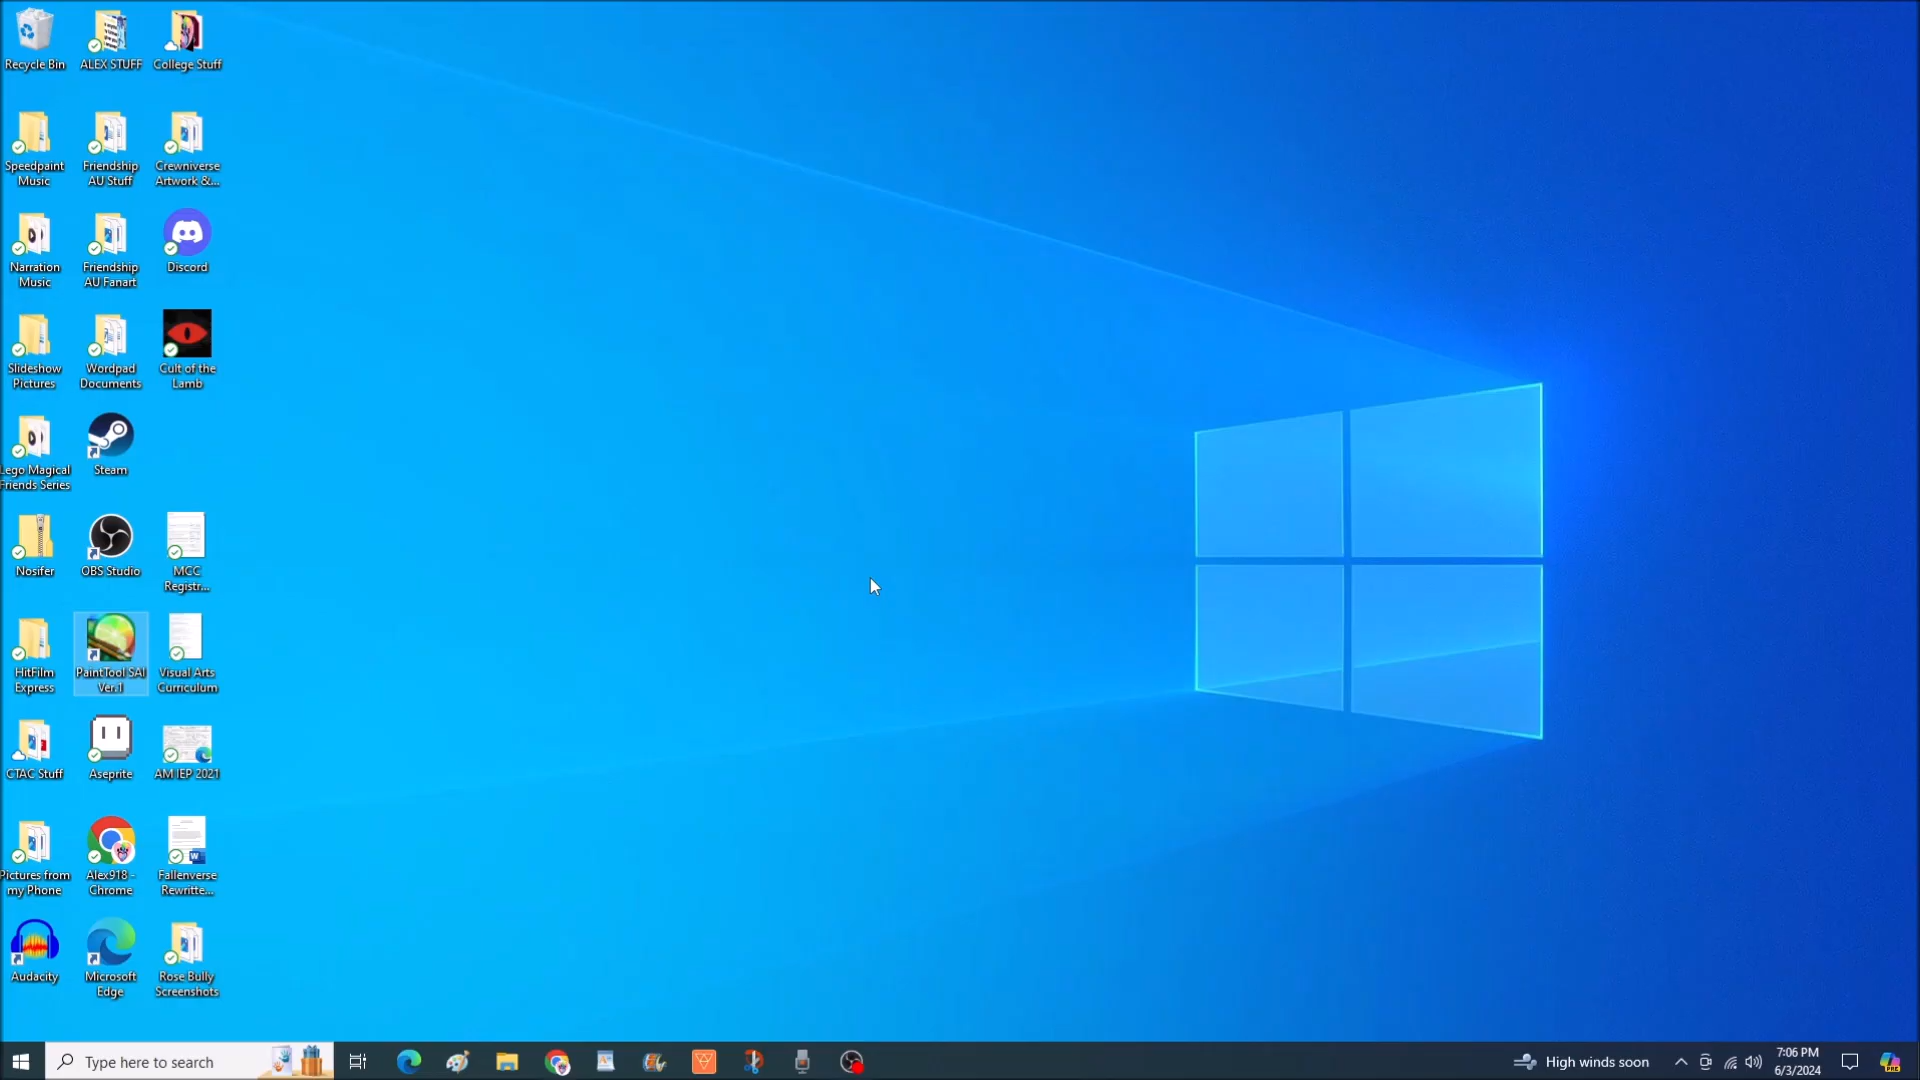 Recycle Bin
ALEX STUFF
College Stuff
Speedpaint
Music
Friendship
AU Stuff
Crewniverse
Artwork &...
Narration
Music
Friendship
AU Fanart
Discord
Slideshow
Pictures
Wordpad
Documents
Cult of the
Lamb
Lego Magical
Friends Series
Steam
Nosifer
OBS Studio
MCC
Registr...
HitFilm
Express
PaintTool SAI
Ver.1
Visual Arts
Curriculum
CTAC Stuff
Aseprite
AM IEP 2021
Pictures from
my Phone
Alex918 -
Chrome
Fallenverse
Rewritte...
Audacity
Microsoft
Edge
Rose Bully
Screenshots
Type here to search
High winds soon
7:06 PM
6/3/2024
PRE